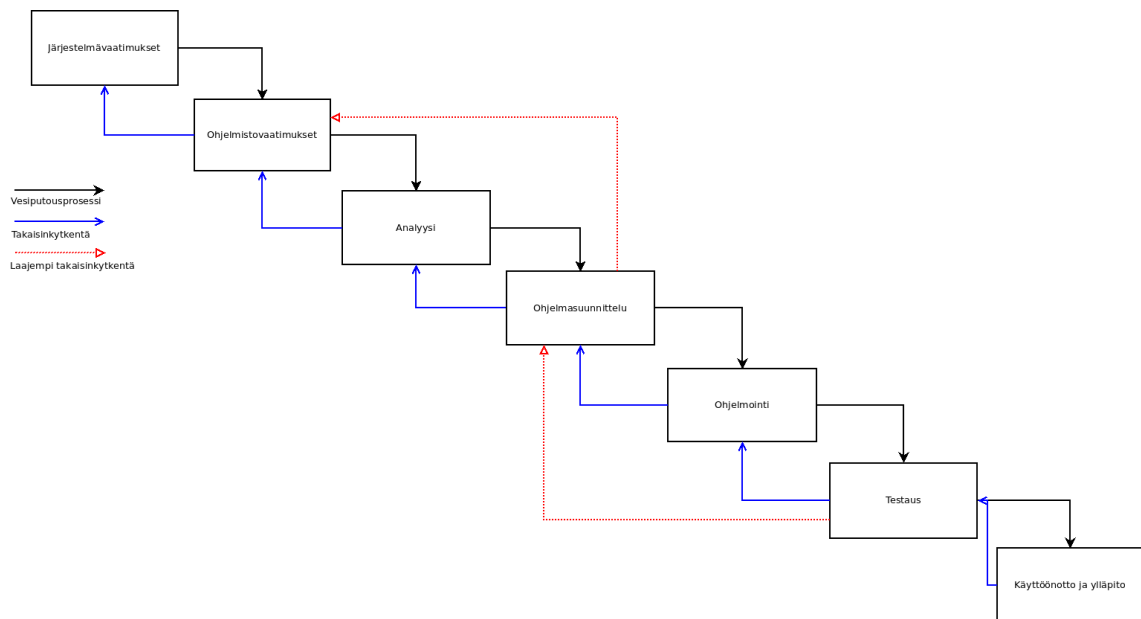 Järjestelmävaatimukset
Ohjelmistovaatimukset
Vesiputousprosessi
Takaisinkytkentä
Laajempi takaisinkytkentä
Analyysi
Ohjelmasuunnittelu
Ohjelmointi
Testaus
Käyttöönotto ja ylläpito